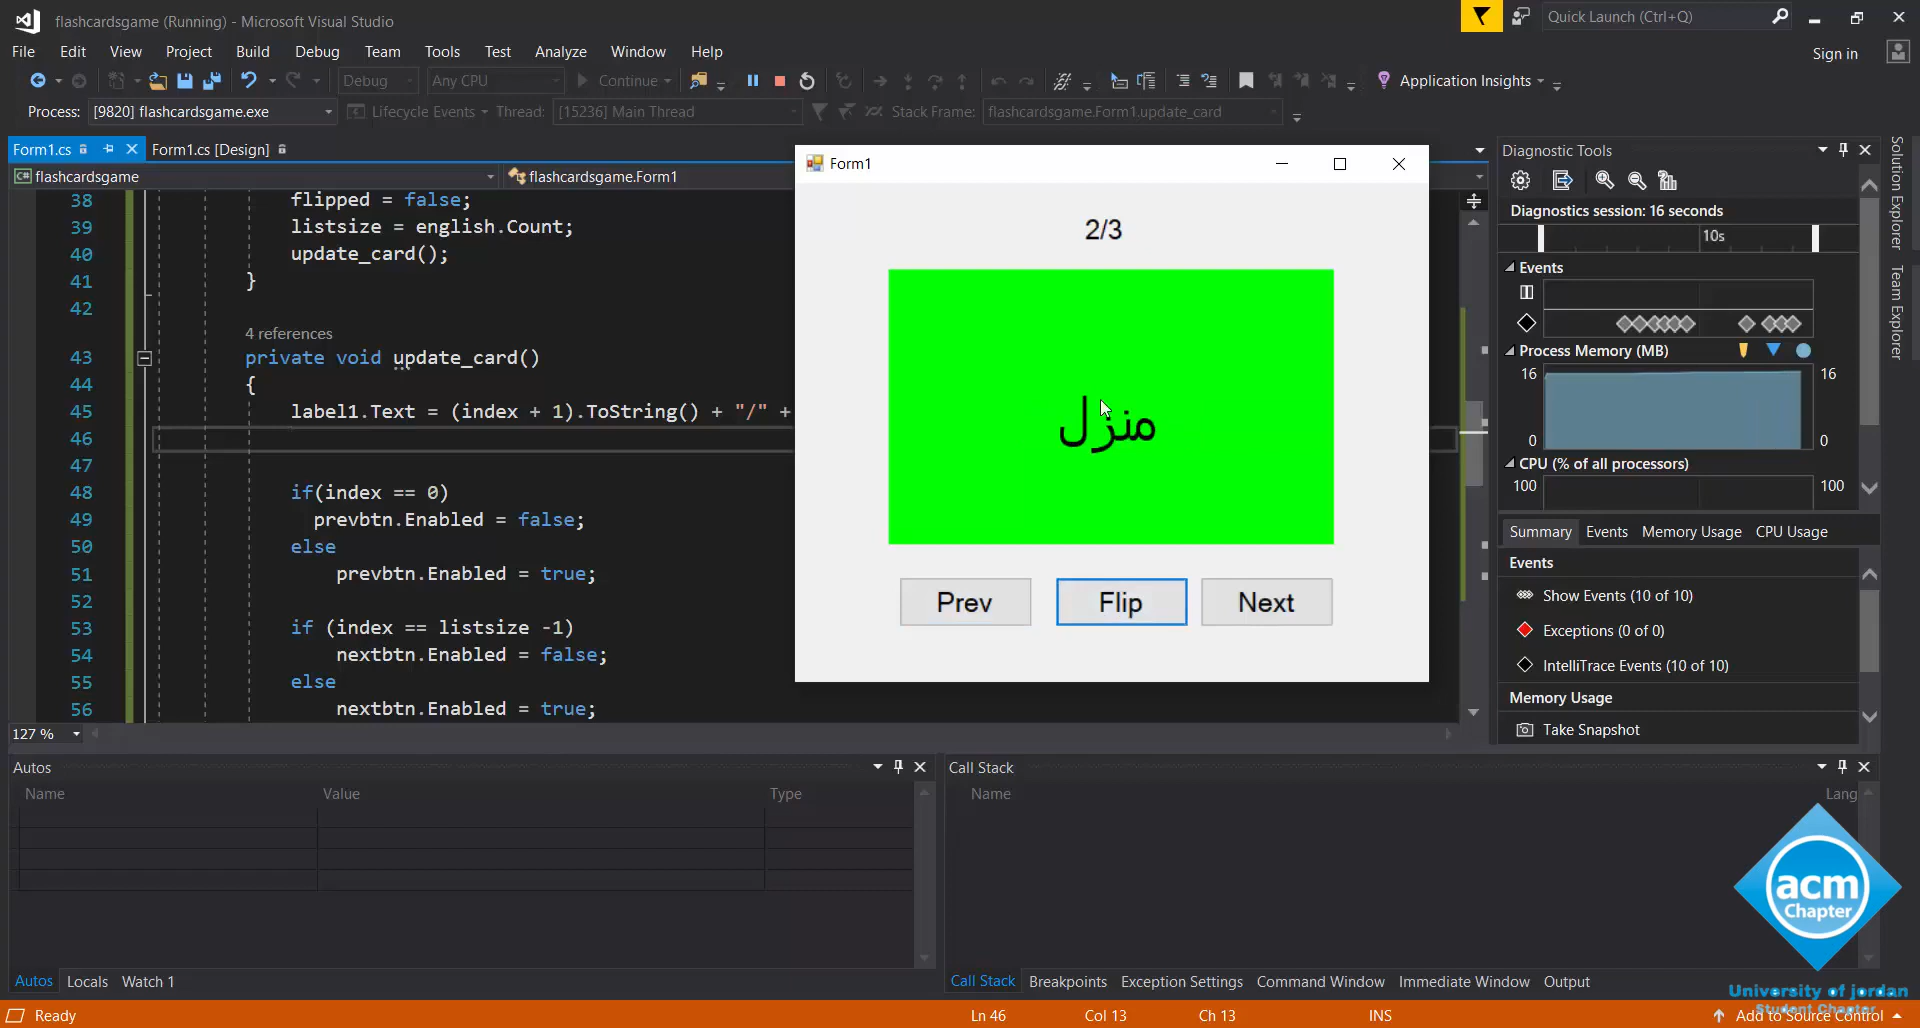 flashcardsgame (Running) - Microsoft Visual Studio
Quick Launch (Ctrl+Q)
File Edit View Project Build Debug Team Tools Test Analyze Window Help
Sign in
Debug Any CPU Continue Application Insights
Process: [9820] flashcardsgame.exe Lifecycle Events Thread: [15236] Main Thread Stack Frame: flashcardsgame.Form1.update_card
Form1.cs Form1.cs [Design]
flashcardsgame flashcardsgame.Form1
38 flipped = false;
39 listsize = english.Count;
40 update_card();
41 }
42
4 references
43 private void update_card()
44 {
45 label1.Text = (index + 1).ToString() + "/" +
46
47
48 if(index == 0)
49 prevbtn.Enabled = false;
50 else
51 prevbtn.Enabled = true;
52
53 if (index == listsize -1)
54 nextbtn.Enabled = false;
55 else
56 nextbtn.Enabled = true;
127 %
Form1
2/3
منزل
Prev Flip Next
Diagnostic Tools
Diagnostics session: 16 seconds
10s
Events
Process Memory (MB)
16 16
0 0
CPU (% of all processors)
100 100
Summary Events Memory Usage CPU Usage
Events
Show Events (10 of 10)
Exceptions (0 of 0)
IntelliTrace Events (10 of 10)
Memory Usage
Take Snapshot
Solution Explorer
Team Explorer
Autos
Name Value Type
Autos Locals Watch 1
Call Stack
Name Lang
Call Stack Breakpoints Exception Settings Command Window Immediate Window Output
acm
Chapter
University of jordan
Student Chapter
Ready Ln 46 Col 13 Ch 13 INS Add to Source Control